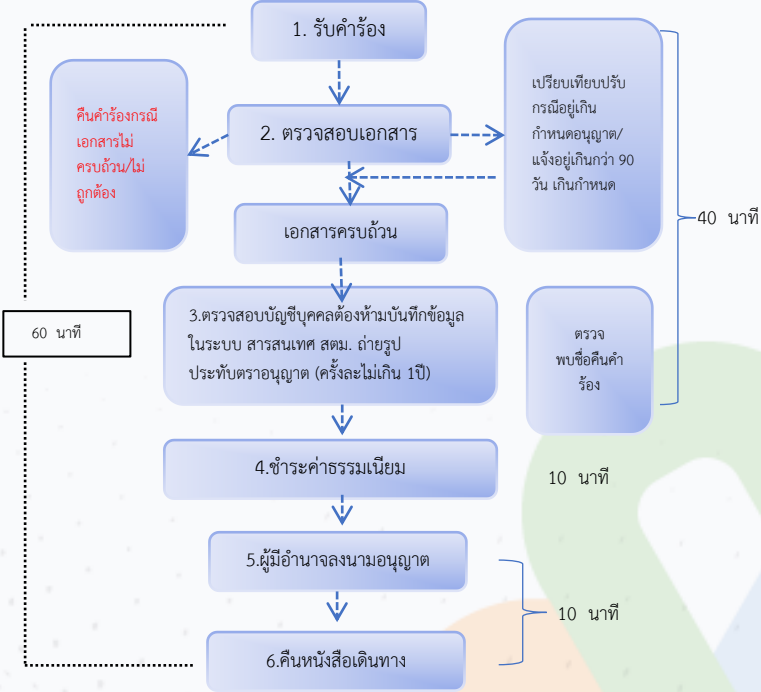 1. รับคำร้อง
คืนคำร้องกรณี
เอกสารไม่
ครบถ้วน/ไม่
ถูกต้อง
2. ตรวจสอบเอกสาร
เปรียบเทียบปรับ
กรณีอยู่เกิน
กำหนดอนุญาต/
แจ้งอยู่เกินกว่า 90
วัน เกินกำหนด
เอกสารครบถ้วน
40 นาที
60 นาที
3.ตรวจสอบบัญชีบุคคลต้องห้ามบันทึกข้อมูล
ในระบบ สารสนเทศ สตม. ถ่ายรูป
ประทับตราอนุญาต (ครั้งละไม่เกิน 1ปี)
ตรวจ
พบชื่อคืนคำ
ร้อง
4.ชำระค่าธรรมเนียม
10 นาที
5.ผู้มีอำนาจลงนามอนุญาต
10 นาที
6.คืนหนังสือเดินทาง